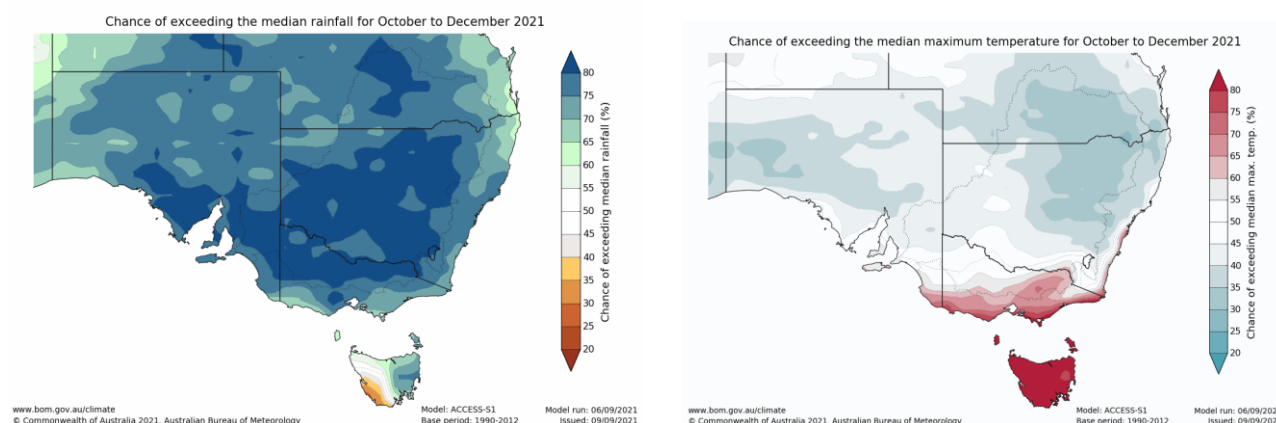 Chance of exceeding the median rainfall for October to December 2021
80
75
70
65
60
55
50
45
40
35
30
25
20
Chance of exceeding median rainfall (%)
www.bom.gov.au/climate
© Commonwealth of Australia 2021, Australian Bureau of Meteorology
Model: ACCESS-S1
Base period: 1990-2012
Model run: 06/09/2021
Issued: 09/09/2021
Chance of exceeding the median maximum temperature for October to December 2021
80
75
70
65
60
55
50
45
40
35
30
25
20
Chance of exceeding median max. temp. (%)
www.bom.gov.au/climate
© Commonwealth of Australia 2021, Australian Bureau of Meteorology
Model: ACCESS-S1
Base period: 1990-2012
Model run: 06/09/202
Issued: 09/09/202